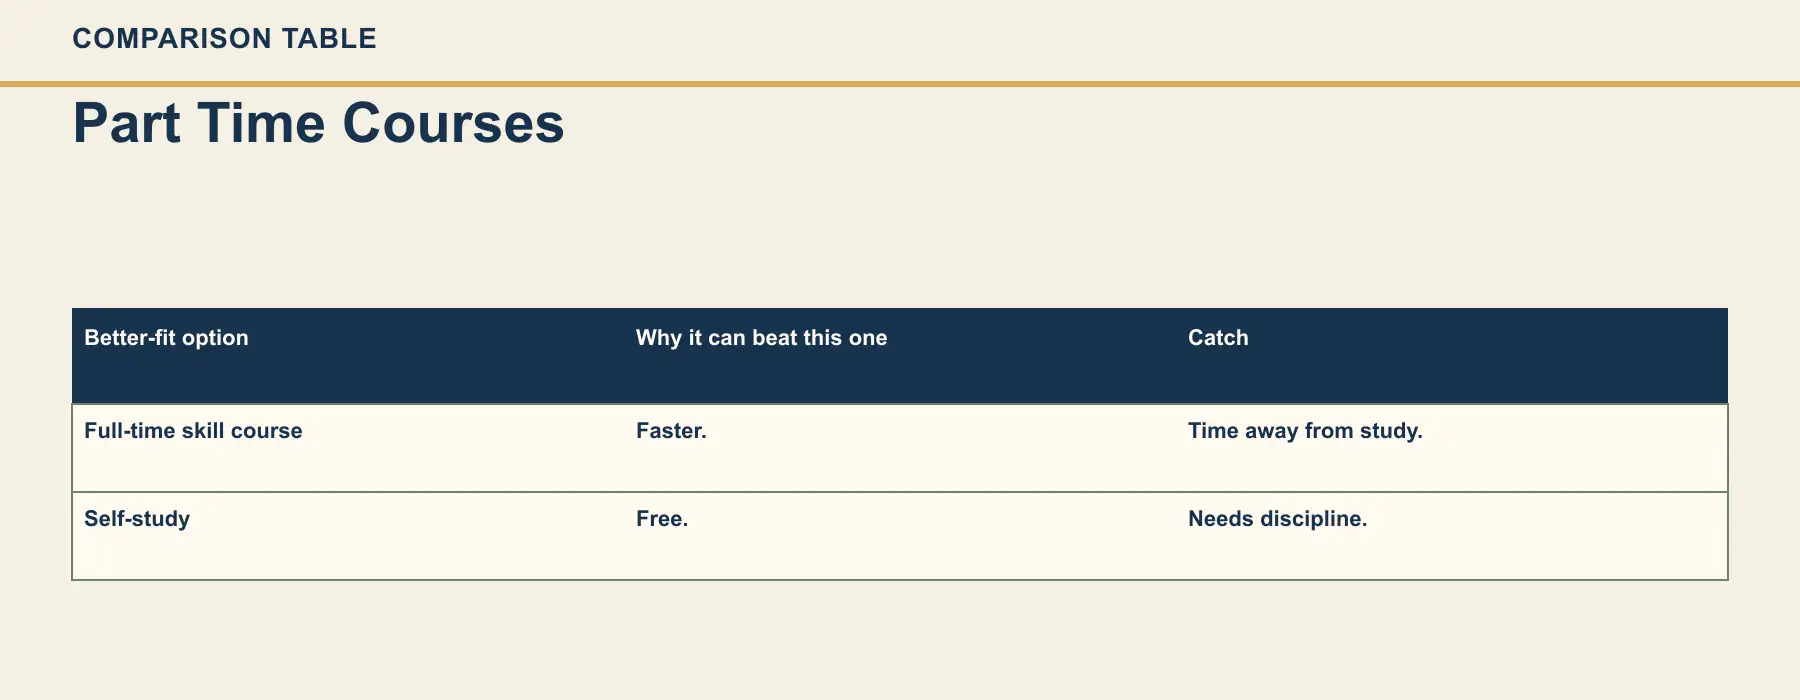 COMPARISON TABLE
Part Time Courses
Better-fit option Why it can beat this one Catch
Full-time skill course Faster. Time away from study.
Self-study Free. Needs discipline.